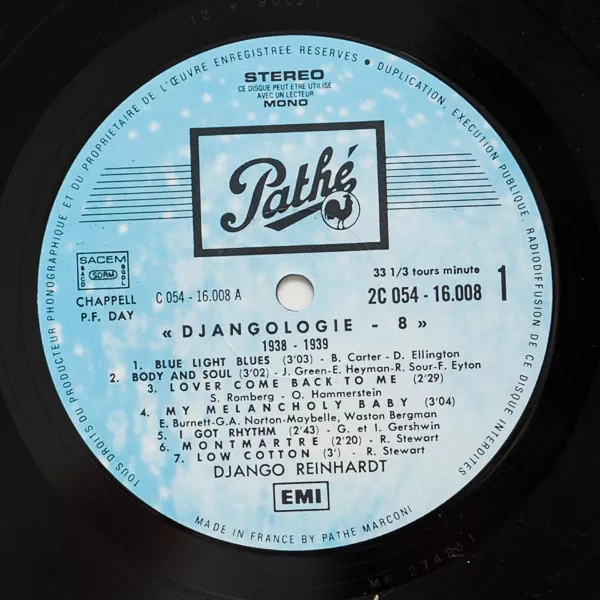 TOUS DROITS DU PRODUCTEUR PHONOGRAPHIQUE ET DU PROPRIETAIRE DE L'ŒUVRE ENREGISTREE RESERVES • DUPLICATION, EXECUTION PUBLIQUE, RADIODIFFUSION DE CE DISQUE INTERDITES
STEREO
CE DISQUE PEUT ETRE UTILISE
AVEC UN LECTEUR
MONO
Pathé
SACEM
SACD SDRM SGDL
CHAPPELL
P.F. DAY
C 054 - 16.008 A
33 1/3 tours minute
2C 054 - 16.008
1
« DJANGOLOGIE - 8 »
1938 - 1939
1. BLUE LIGHT BLUES (3'03) - B. Carter - D. Ellington
2. BODY AND SOUL (3'02) - J. Green-E. Heyman-R. Sour-F. Eyton
3. LOVER COME BACK TO ME (2'29)
S. Romberg - O. Hammerstein
4. MY MELANCHOLY BABY (3'04)
E. Burnett-G.A. Norton-Maybelle, Waston Bergman
5. I GOT RHYTHM (2'43) - G. et I. Gershwin
6. MONTMARTRE (2'20) - R. Stewart
7. LOW COTTON (3') - R. Stewart
DJANGO REINHARDT
EMI
MADE IN FRANCE BY PATHE MARCONI